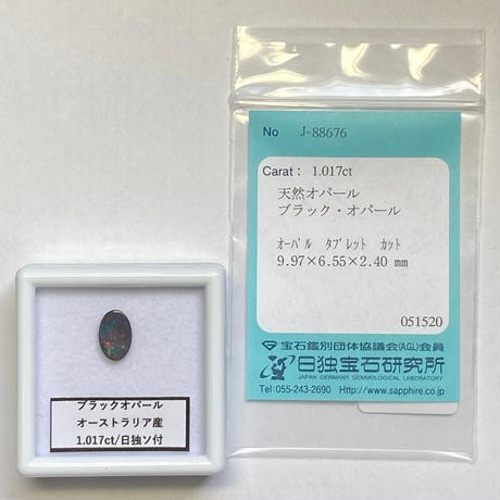 No J-88676
Carat: 1.017ct
天然オパール
ブラック・オパール
ｵｰﾊﾞﾙ ﾀﾌﾞﾚｯﾄ ｶｯﾄ
9.97×6.55×2.40 mm
051520
宝石鑑別団体協議会(AGL)会員
日独宝石研究所
JAPAN GERMANY GEMMOLOGICAL LABORATORY
Tel:055-243-2690 Http://www.sapphire.co.jp
ブラックオパール
オーストラリア産
1.017ct/日独ソ付